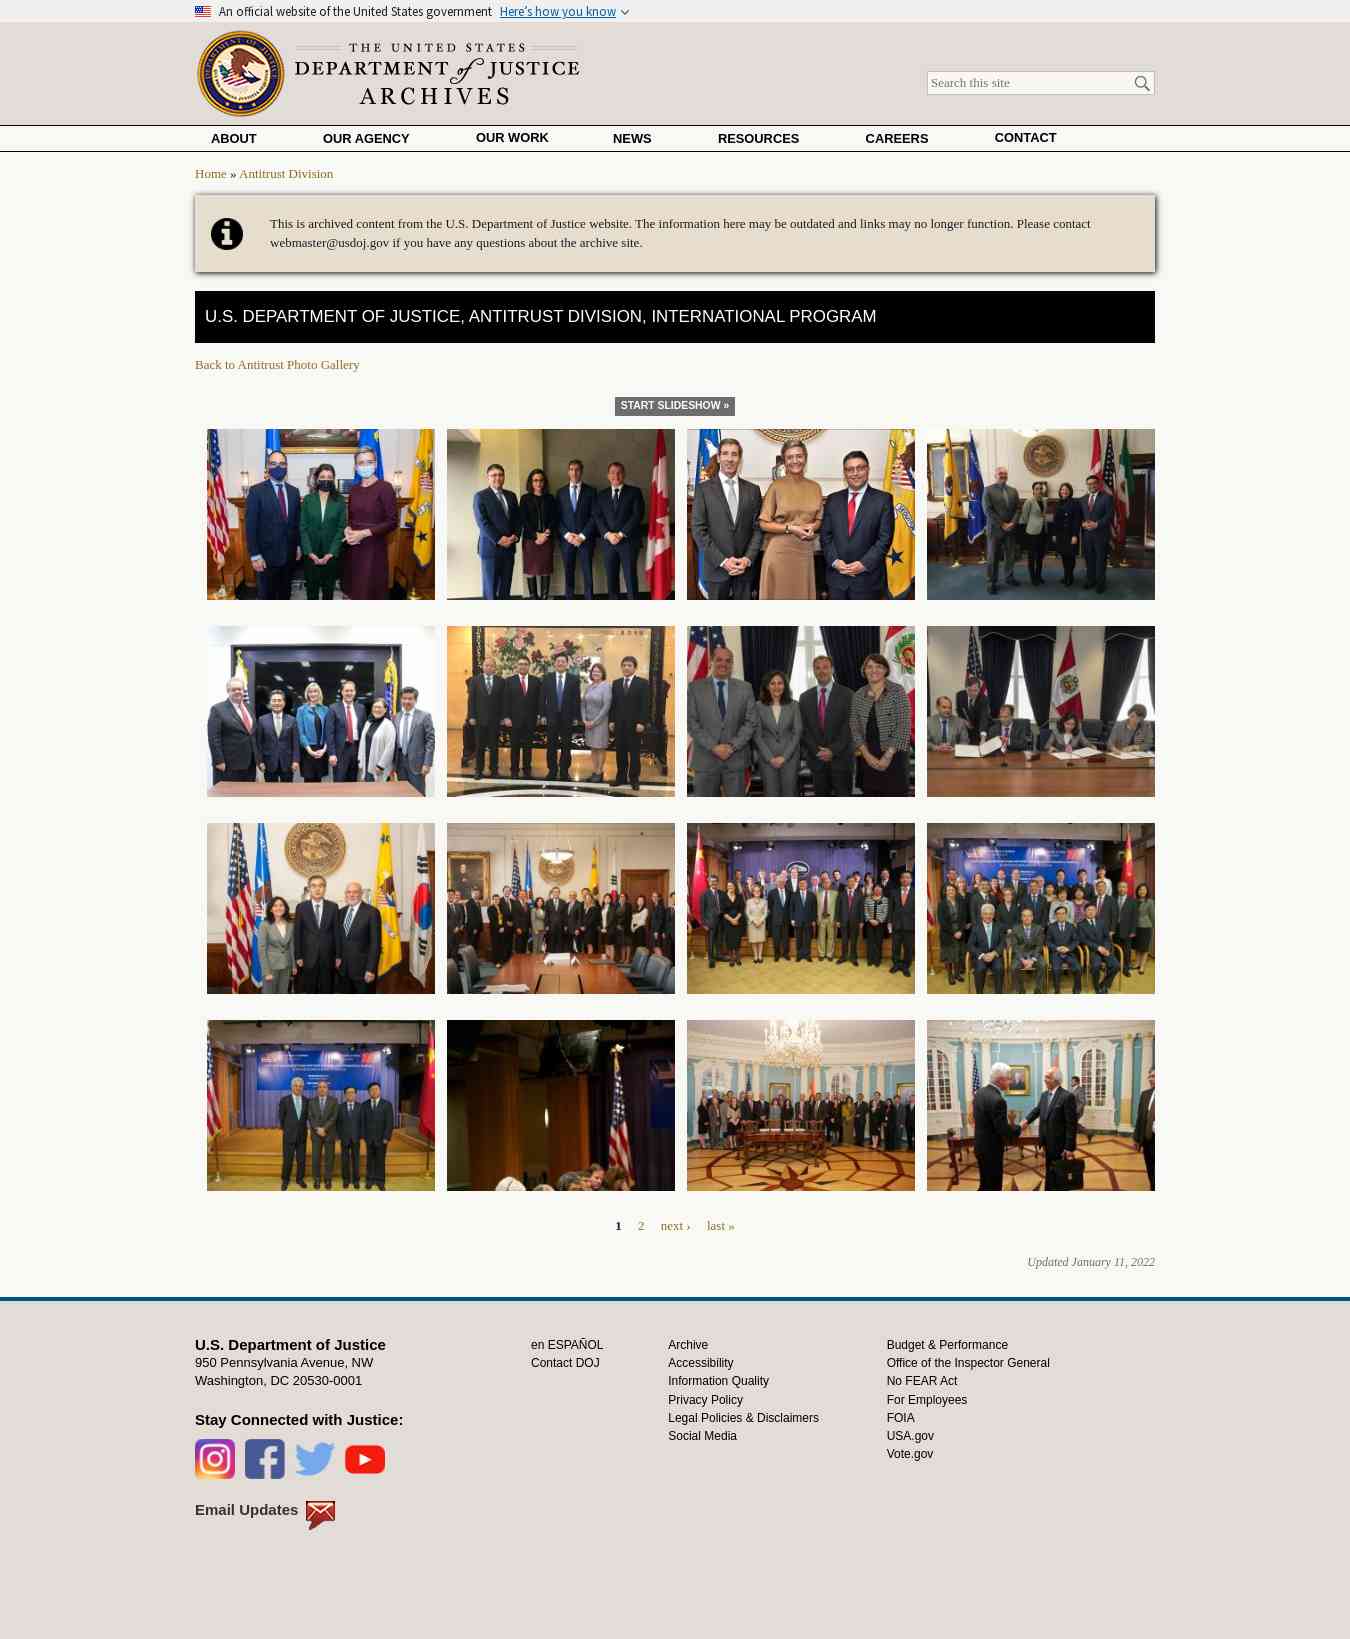 An official website of the United States government Here's how you know
THE UNITED STATES
DEPARTMENT of JUSTICE
ARCHIVES
Search this site
ABOUT OUR AGENCY OUR WORK NEWS RESOURCES CAREERS CONTACT
Home » Antitrust Division
This is archived content from the U.S. Department of Justice website. The information here may be outdated and links may no longer function. Please contact
webmaster@usdoj.gov if you have any questions about the archive site.
U.S. DEPARTMENT OF JUSTICE, ANTITRUST DIVISION, INTERNATIONAL PROGRAM
Back to Antitrust Photo Gallery
START SLIDESHOW »
1 2 next › last »
Updated January 11, 2022
U.S. Department of Justice
950 Pennsylvania Avenue, NW
Washington, DC 20530-0001
Stay Connected with Justice:
Email Updates
en ESPAÑOL
Contact DOJ
Archive
Accessibility
Information Quality
Privacy Policy
Legal Policies & Disclaimers
Social Media
Budget & Performance
Office of the Inspector General
No FEAR Act
For Employees
FOIA
USA.gov
Vote.gov